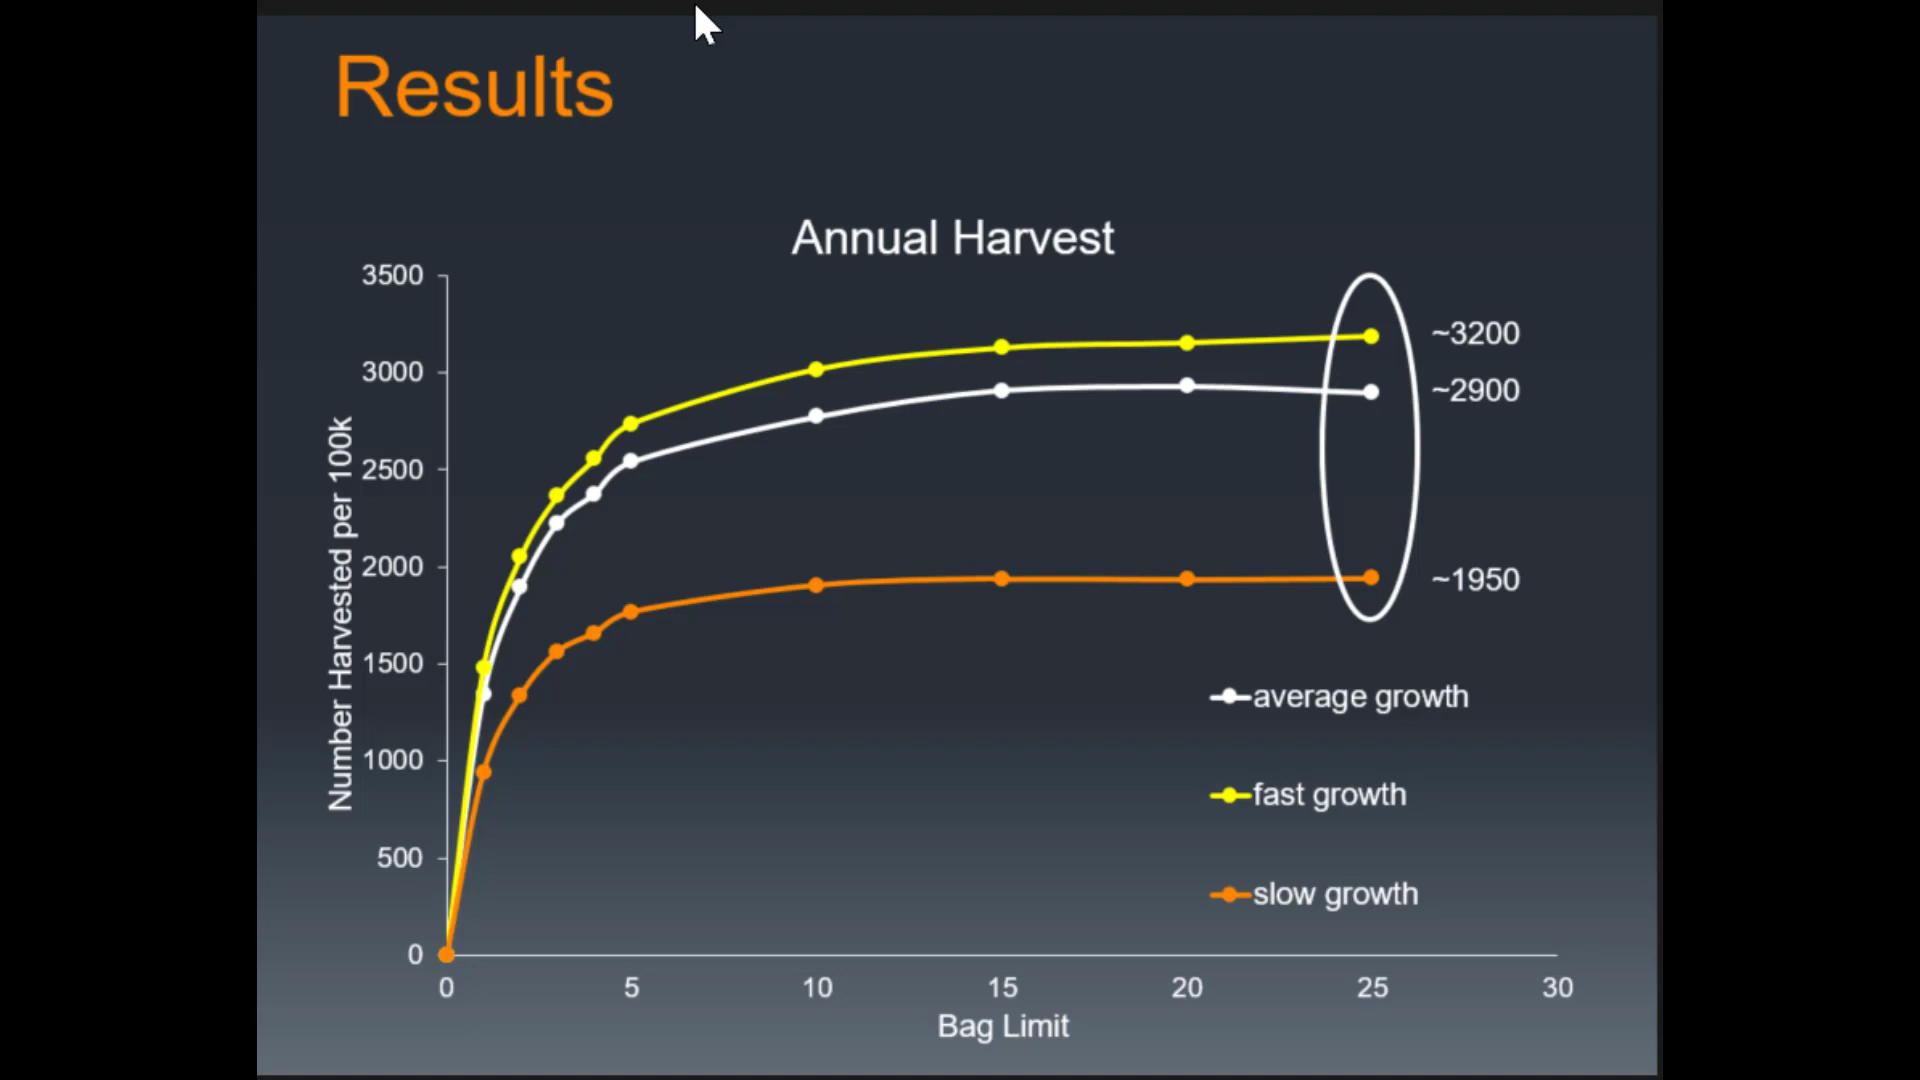 Results
Annual Harvest
3500
3000
2500
2000
1500
1000
500
0
Number Harvested per 100k
~3200
~2900
~1950
average growth
fast growth
slow growth
0 5 10 15 20 25 30
Bag Limit